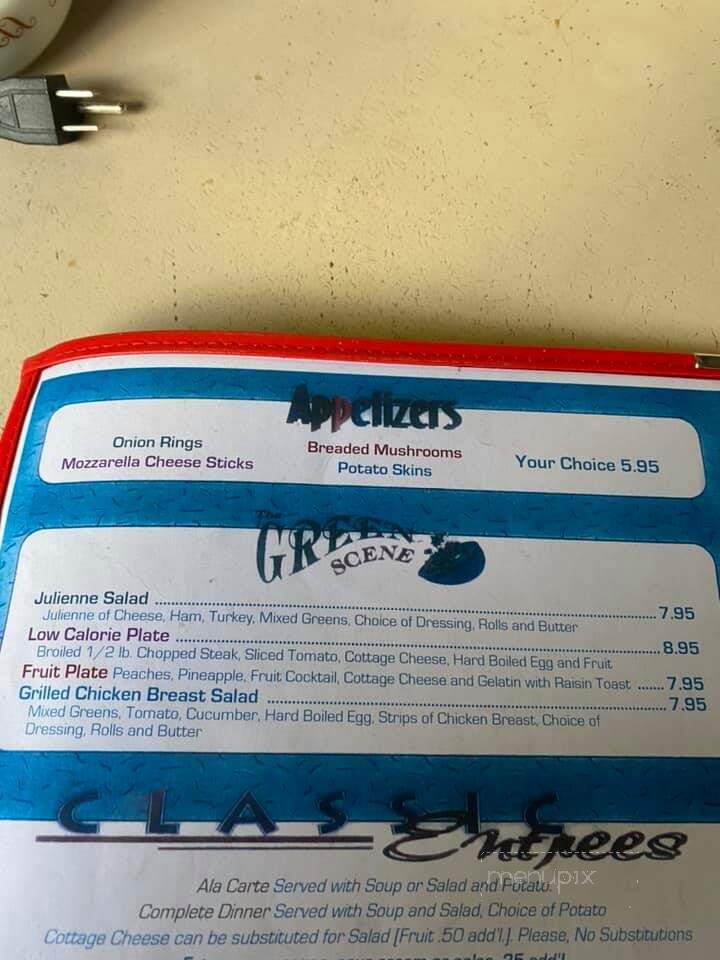 Appetizers
Onion Rings
Mozzarella Cheese Sticks
Breaded Mushrooms
Potato Skins
Your Choice 5.95
The
GREEN
SCENE
Julienne Salad 7.95
Julienne of Cheese, Ham, Turkey, Mixed Greens, Choice of Dressing, Rolls and Butter
Low Calorie Plate 8.95
Broiled 1/2 lb. Chopped Steak, Sliced Tomato, Cottage Cheese, Hard Boiled Egg and Fruit
Fruit Plate Peaches, Pineapple, Fruit Cocktail, Cottage Cheese and Gelatin with Raisin Toast ...... 7.95
Grilled Chicken Breast Salad 7.95
Mixed Greens, Tomato, Cucumber, Hard Boiled Egg, Strips of Chicken Breast, Choice of
Dressing, Rolls and Butter
CLASSIC
Entrees
Ala Carte Served with Soup or Salad and Potato.
menupix
Complete Dinner Served with Soup and Salad, Choice of Potato
Cottage Cheese can be substituted for Salad [Fruit .50 add'l.]. Please, No Substitutions